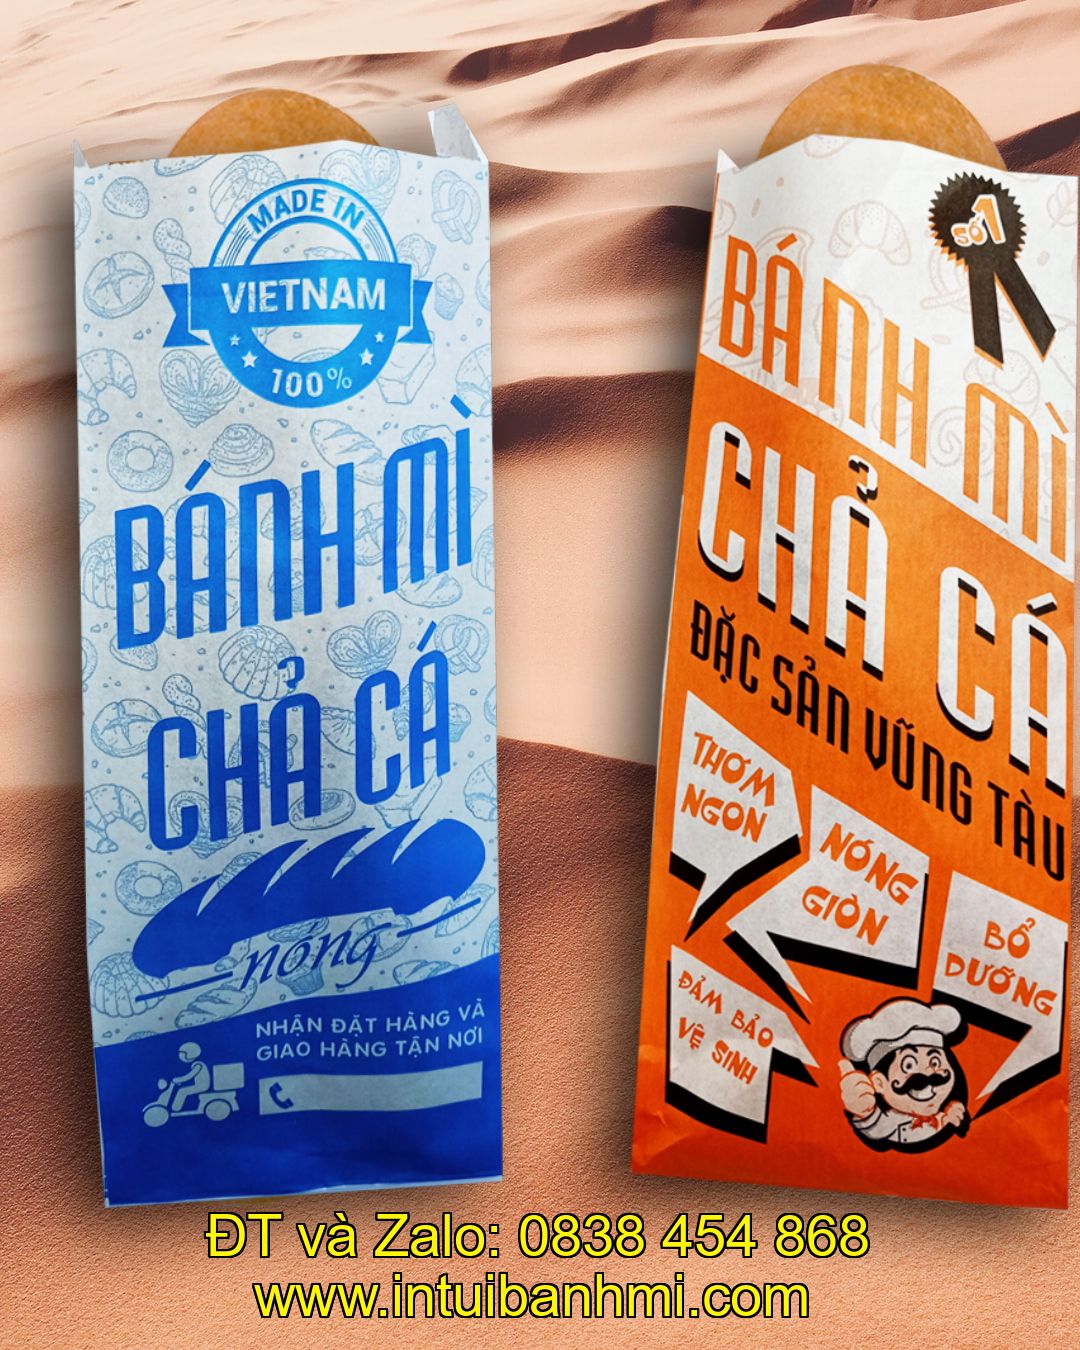 MADE IN
VIETNAM
100%
BÁNH MÌ
CHẢ CÁ
nóng
NHẬN ĐẶT HÀNG VÀ
GIAO HÀNG TẬN NƠI
SỐ 1
BÁNH MÌ
CHẢ CÁ
ĐẶC SẢN VŨNG TÀU
THƠM
NGON
NÓNG
GIÒN
BỔ
DƯỠNG
ĐẢM BẢO
VỆ SINH
ĐT và Zalo: 0838 454 868
www.intuibanhmi.com